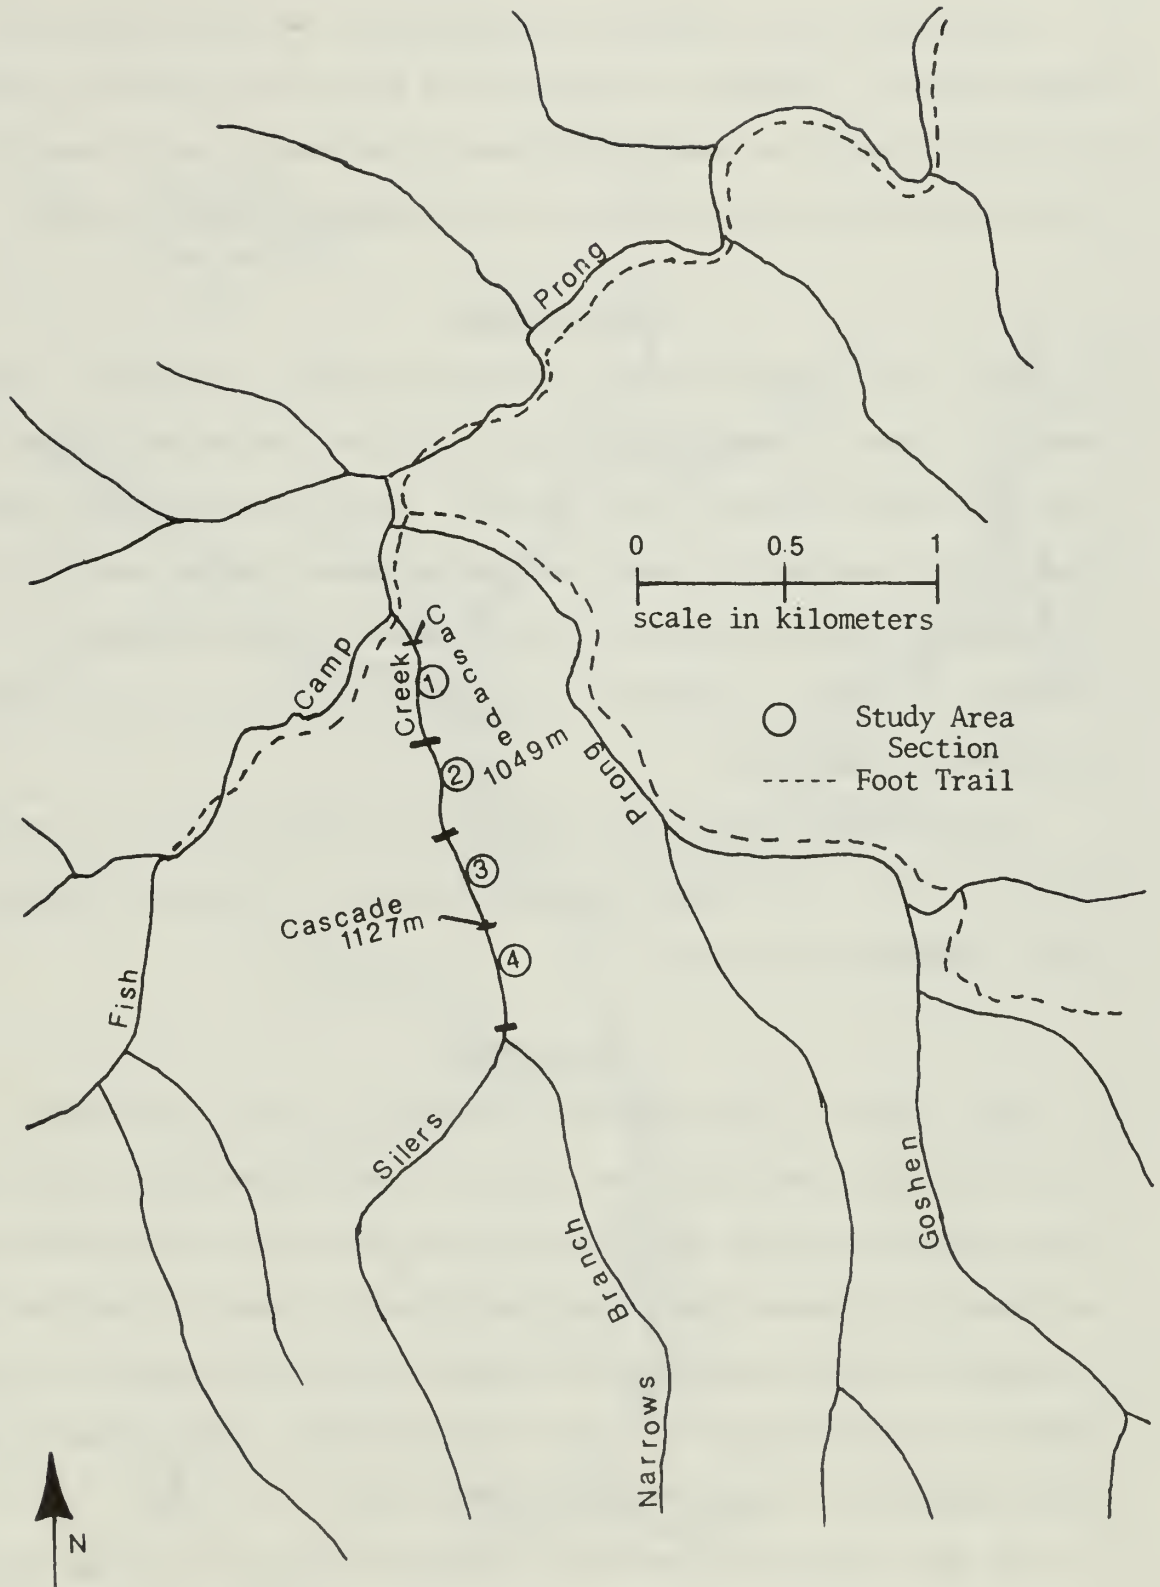 Prong
0 0.5 1
scale in kilometers
Cascade
1049 m
Camp
Creek
1
2
3
4
Prong
Study Area
Section
Foot Trail
Cascade
1127m
Fish
Silers
Branch
Narrows
Goshen
N